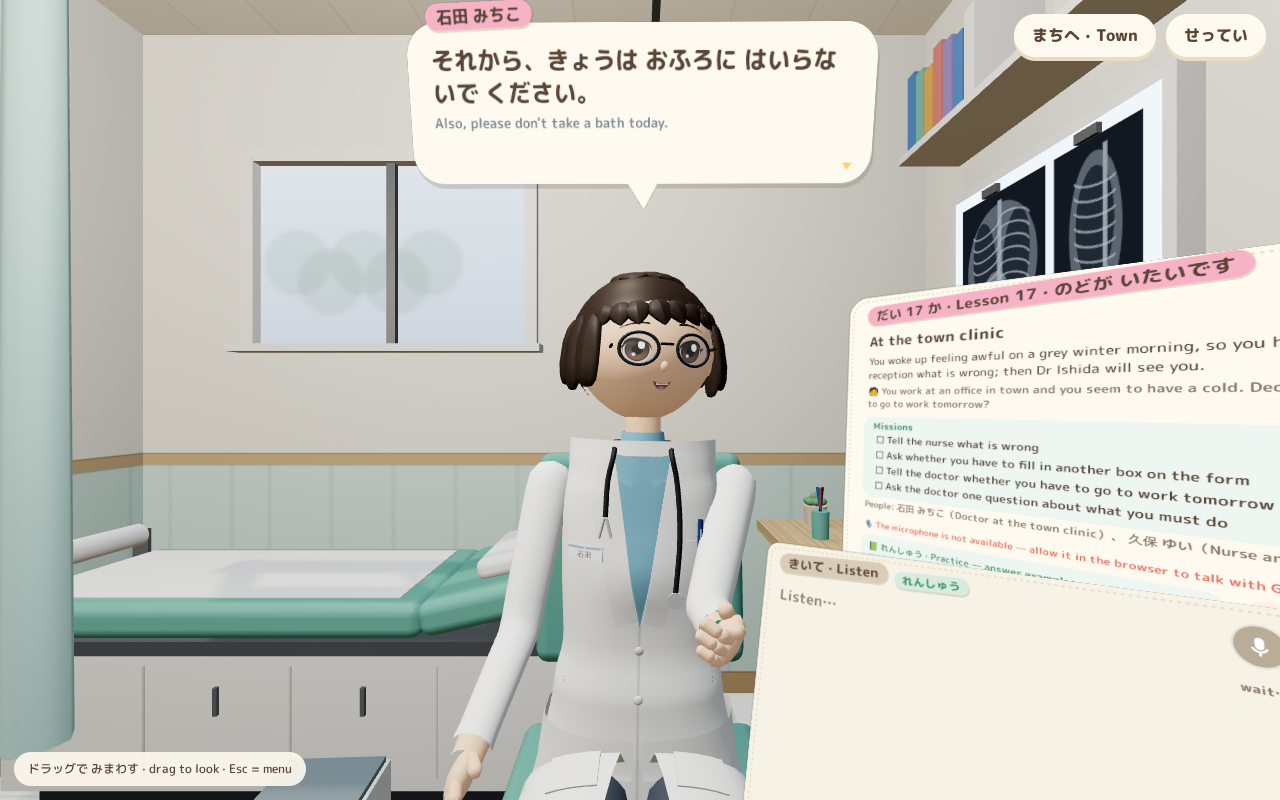 石田 みちこ
それから、きょうは おふろに はいらな
いで ください。
Also, please don't take a bath today.
まちへ · Town
せってい
だい 17 か · Lesson 17 · のどが いたいです
At the town clinic
You woke up feeling awful on a grey winter morning, so you h
reception what is wrong; then Dr Ishida will see you.
You work at an office in town and you seem to have a cold. Dec
to go to work tomorrow?
Missions
☐ Tell the nurse what is wrong
☐ Ask whether you have to fill in another box on the form
☐ Tell the doctor whether you have to go to work tomorrow
☐ Ask the doctor one question about what you must do
People: 石田 みちこ (Doctor at the town clinic) 、 久保 ゆい (Nurse an
The microphone is not available — allow it in the browser to talk with G
れんしゅう · Practice — answer
きいて · Listen
れんしゅう
Listen…
wait
石田
ドラッグで みまわす · drag to look · Esc = menu